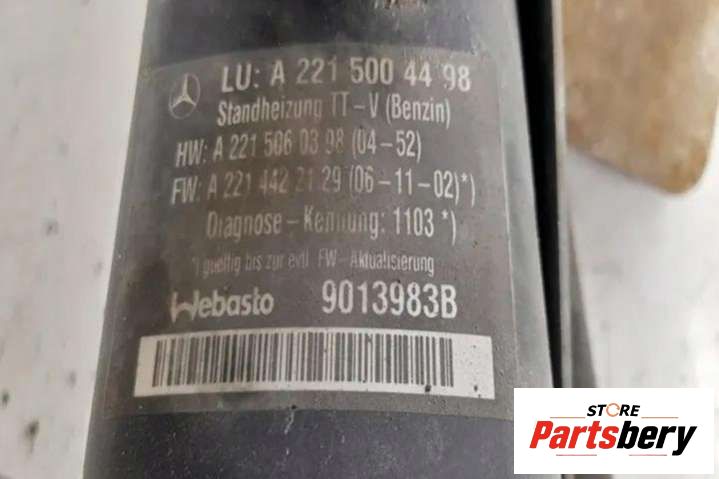 LU: A 221 500 44 98
Standheizung TT-V (Benzin)
HW: A 221 506 03 98 (04-52)
FW: A 221 442 21 29 (06-11-02)*)
Diagnose-Kennung: 1103 *)
*) gueltig bis zur evtl. FW-Aktualisierung
Webasto 9013983B
STORE
Partsbery